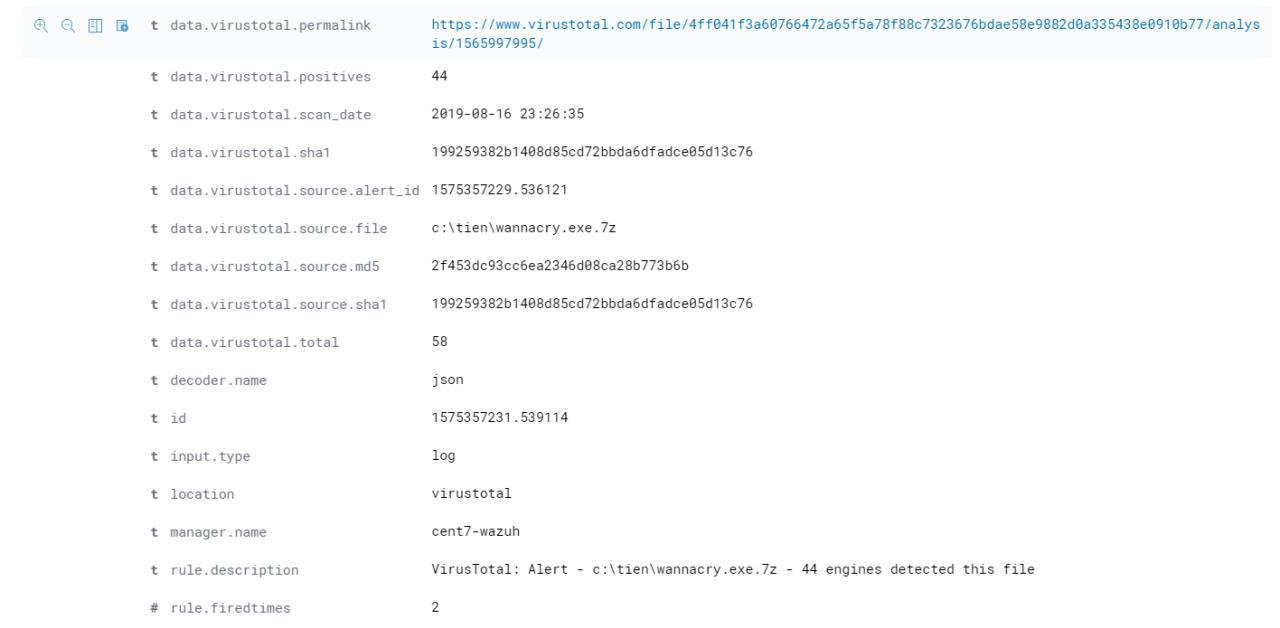 t data.virustotal.permalink https://www.virustotal.com/file/4ff041f3a60766472a65f5a78f88c7323676bdae58e9882d0a335438e0910b77/analys
is/1565997995/
t data.virustotal.positives 44
t data.virustotal.scan_date 2019-08-16 23:26:35
t data.virustotal.sha1 199259382b1408d85cd72bbda6dfadce05d13c76
t data.virustotal.source.alert_id 1575357229.536121
t data.virustotal.source.file c:\tien\wannacry.exe.7z
t data.virustotal.source.md5 2f453dc93cc6ea2346d08ca28b773b6b
t data.virustotal.source.sha1 199259382b1408d85cd72bbda6dfadce05d13c76
t data.virustotal.total 58
t decoder.name json
t id 1575357231.539114
t input.type log
t location virustotal
t manager.name cent7-wazuh
t rule.description VirusTotal: Alert - c:\tien\wannacry.exe.7z - 44 engines detected this file
# rule.firedtimes 2